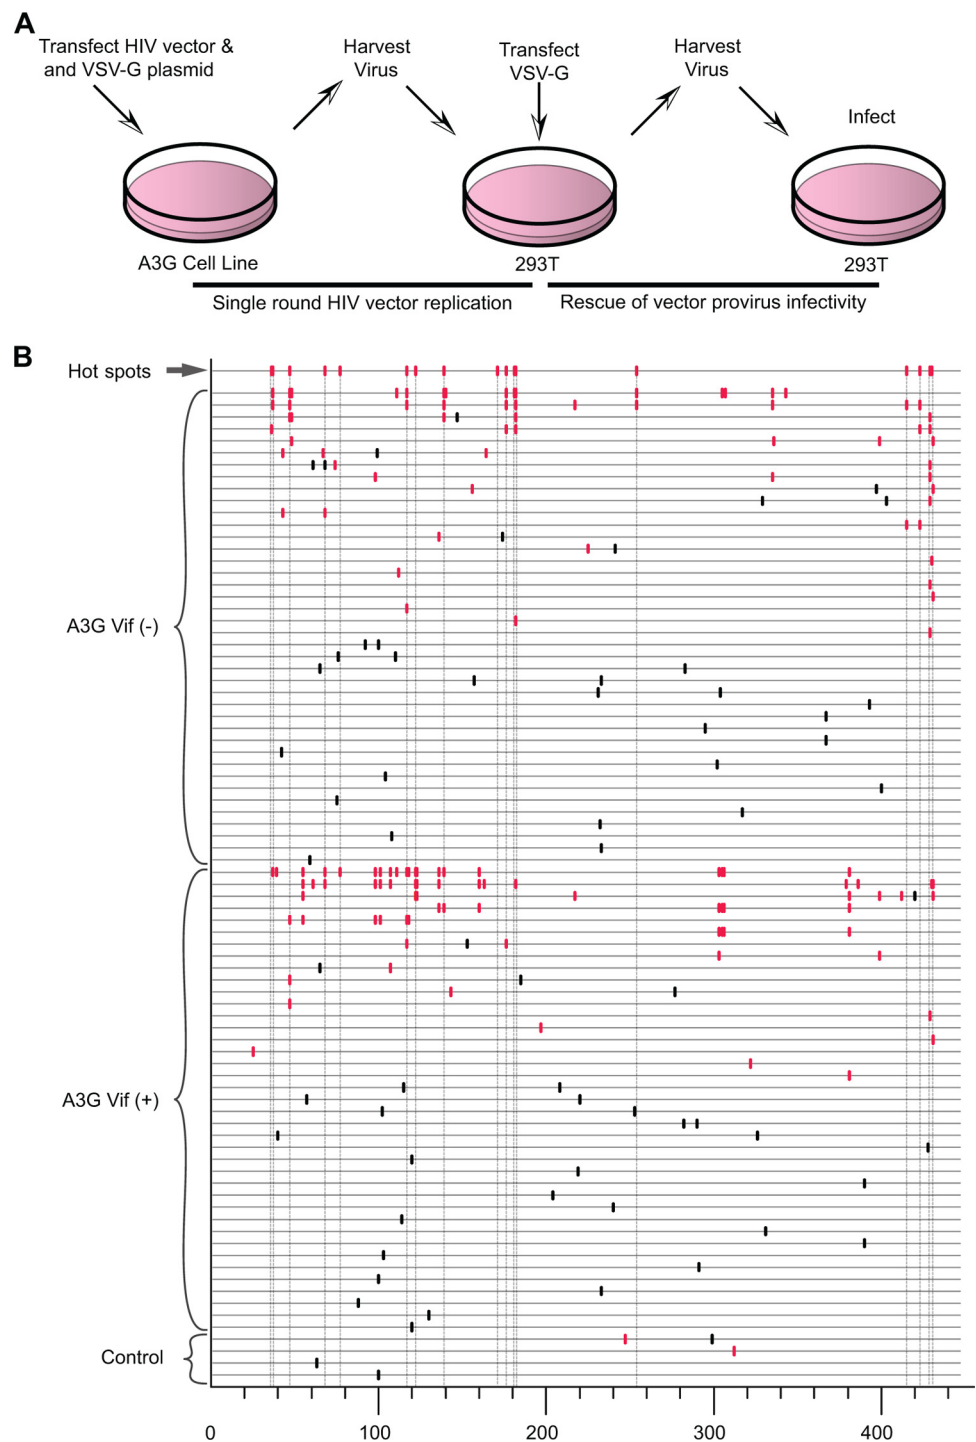 A
Transfect HIV vector &
and VSV-G plasmid
Harvest
Virus
Transfect
VSV-G
Harvest
Virus
Infect
A3G Cell Line
293T
293T
Single round HIV vector replication
Rescue of vector provirus infectivity
B
Hot spots
A3G Vif (-)
A3G Vif (+)
Control
0 100 200 300 400